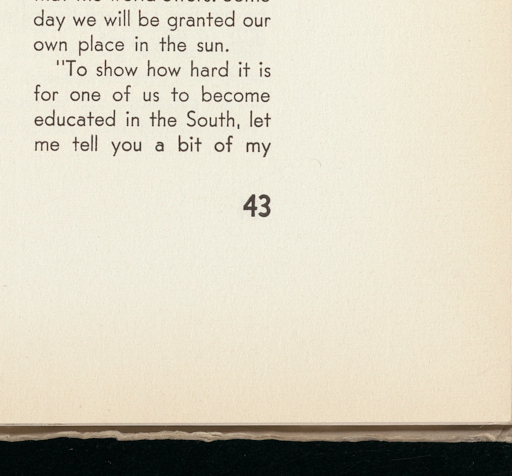 day we will be granted our
own place in the sun.
"To show how hard it is
for one of us to become
educated in the South, let
me tell you a bit of my
43